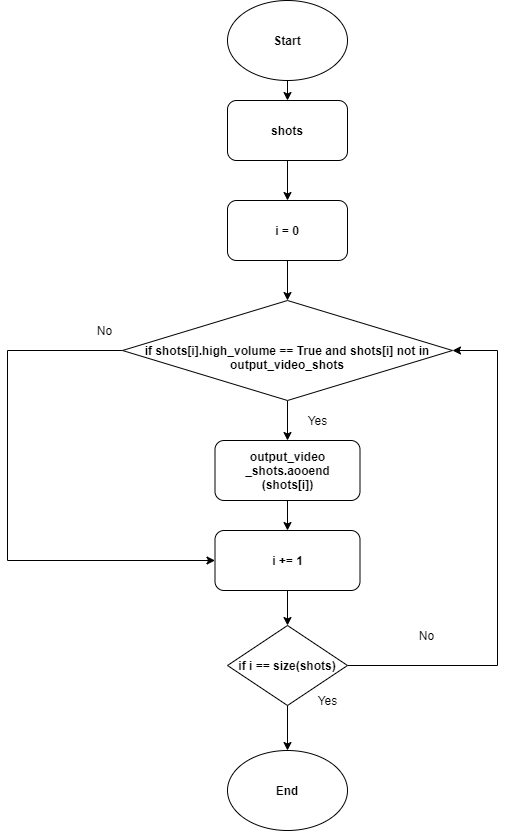 Start
shots
i = 0
No
if shots[i].high_volume == True and shots[i] not in
output_video_shots
Yes
output_video
_shots.aooend
(shots[i])
i += 1
No
if i == size(shots)
Yes
End